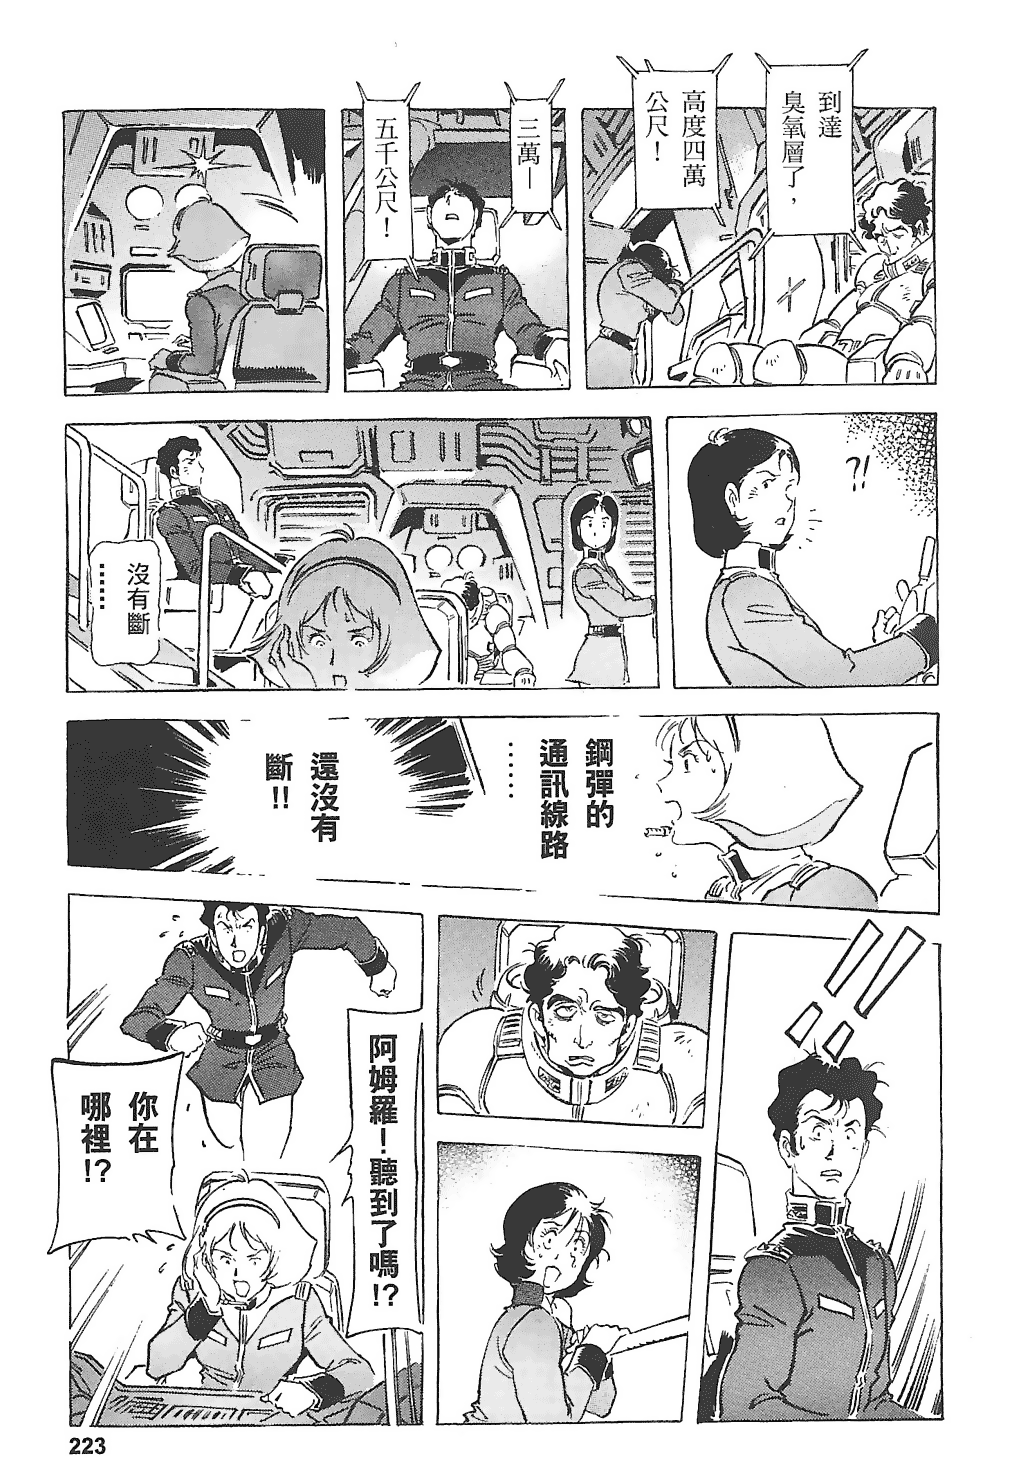 到達
臭氧層了，
高度四萬
公尺！
三萬—
五千公尺！
?!
沒有斷
……
鋼彈的
通訊線路
……
還沒有
斷!!
!!
阿姆羅！聽到了嗎!?
你在
哪裡!?
223